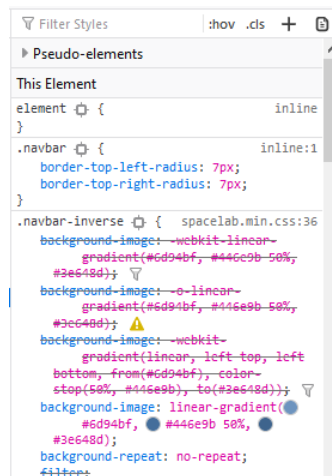 Filter Styles :hov .cls +
Pseudo-elements
This Element
element { inline
}
.navbar { inline:1
border-top-left-radius: 7px;
border-top-right-radius: 7px;
}
.navbar-inverse { spacelab.min.css:36
background-image: -webkit-linear-
gradient(#6d94bf, #446e9b 50%,
#3e648d);
background-image: -o-linear-
gradient(#6d94bf, #446e9b 50%,
#3e648d);
background-image: -webkit-
gradient(linear, left top, left
bottom, from(#6d94bf), color-
stop(50%, #446e9b), to(#3e648d));
background-image: linear-gradient(
#6d94bf, #446e9b 50%,
#3e648d);
background-repeat: no-repeat;
filter: